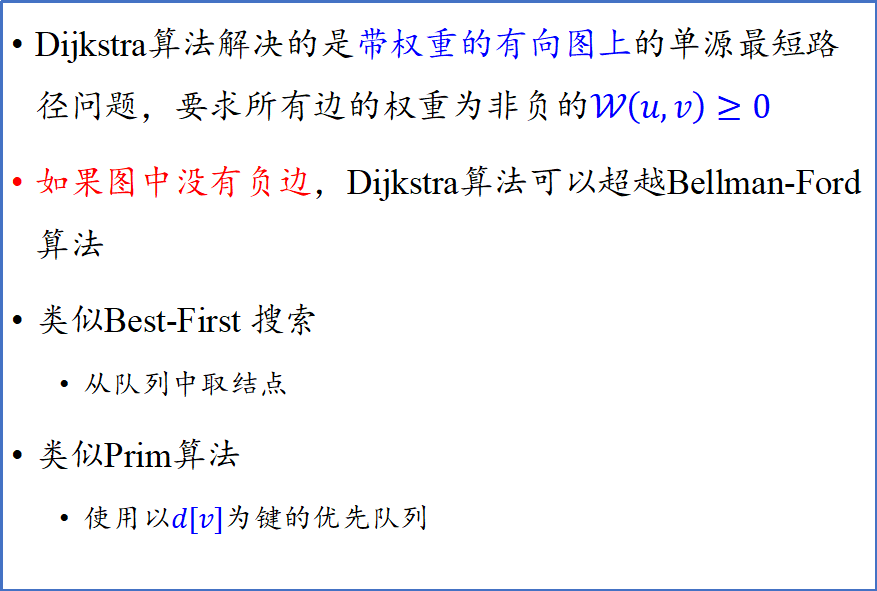 • Dijkstra算法解决的是带权重的有向图上的单源最短路
径问题，要求所有边的权重为非负的𝒲(u, v) ≥ 0
• 如果图中没有负边，Dijkstra算法可以超越Bellman-Ford
算法
• 类似Best-First 搜索
• 从队列中取结点
• 类似Prim算法
• 使用以d[v]为键的优先队列